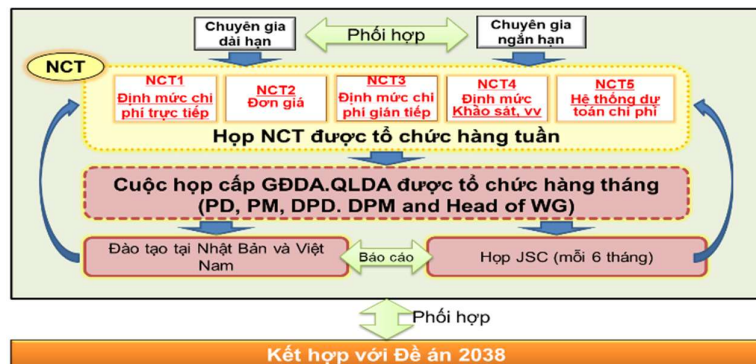 Chuyên gia
dài hạn
Phối hợp
Chuyên gia
ngắn hạn
NCT
NCT1
Định mức chi
phí trực tiếp
NCT2
Đơn giá
NCT3
Định mức chi
phí gián tiếp
NCT4
Định mức
Khảo sát, vv
NCT5
Hệ thống dự
toán chi phí
Họp NCT được tổ chức hàng tuần
Cuộc họp cấp GĐDA.QLDA được tổ chức hàng tháng
(PD, PM, DPD. DPM and Head of WG)
Đào tạo tại Nhật Bản và Việt
Nam
Báo cáo
Họp JSC (mỗi 6 tháng)
Phối hợp
Kết hợp với Đề án 2038